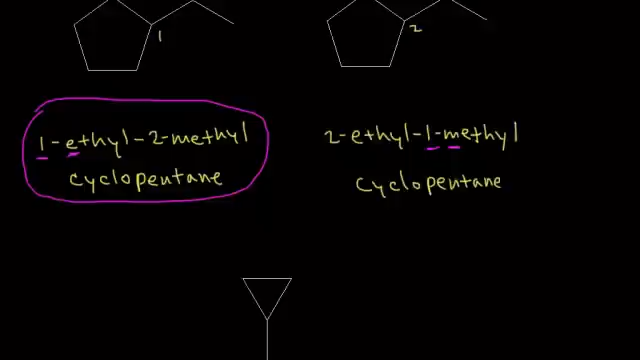 1
2
1-ethyl-2-methyl
cyclopentane
2-ethyl-1-methyl
cyclopentane